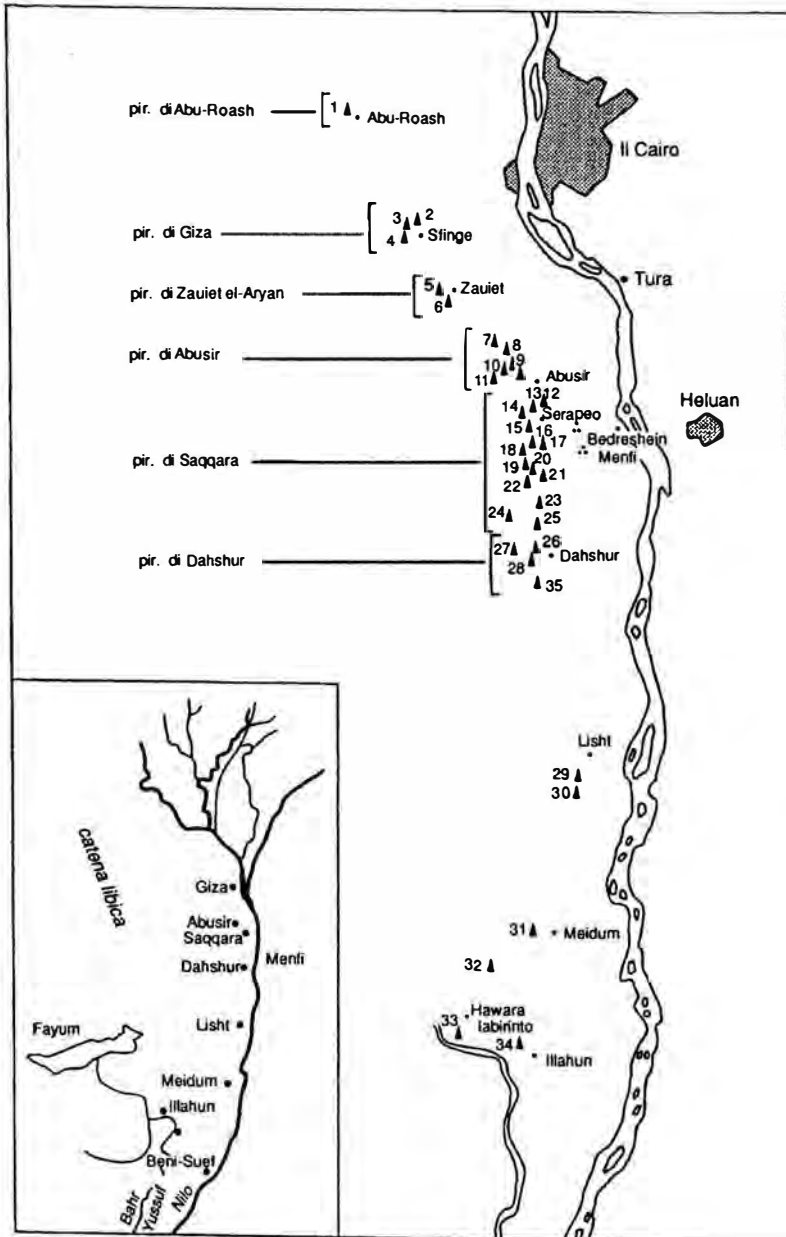 Il Cairo
pir. di Abu-Roash
1
Abu-Roash
pir. di Giza
3 2
4 Sfinge
Tura
pir. di Zauiet el-Aryan
5 Zauiet
6
pir. di Abusir
7
8
10 9
11 Abusir
Heluan
13 12
14 Serapeo
15 16
Bedreshein
Menfi
pir. di Saqqara
18 17
19 20
22 21
23
24 25
pir. di Dahshur
27 26
28 Dahshur
35
Lisht
29
30
31 Meidum
32
33 Hawara
labirinto
34
Illahun
catena libica
Giza
Abusir
Saqqara
Menfi
Dahshur
Lisht
Fayum
Meidum
Illahun
Beni-Suef
Bahr
Yussuf
Nilo